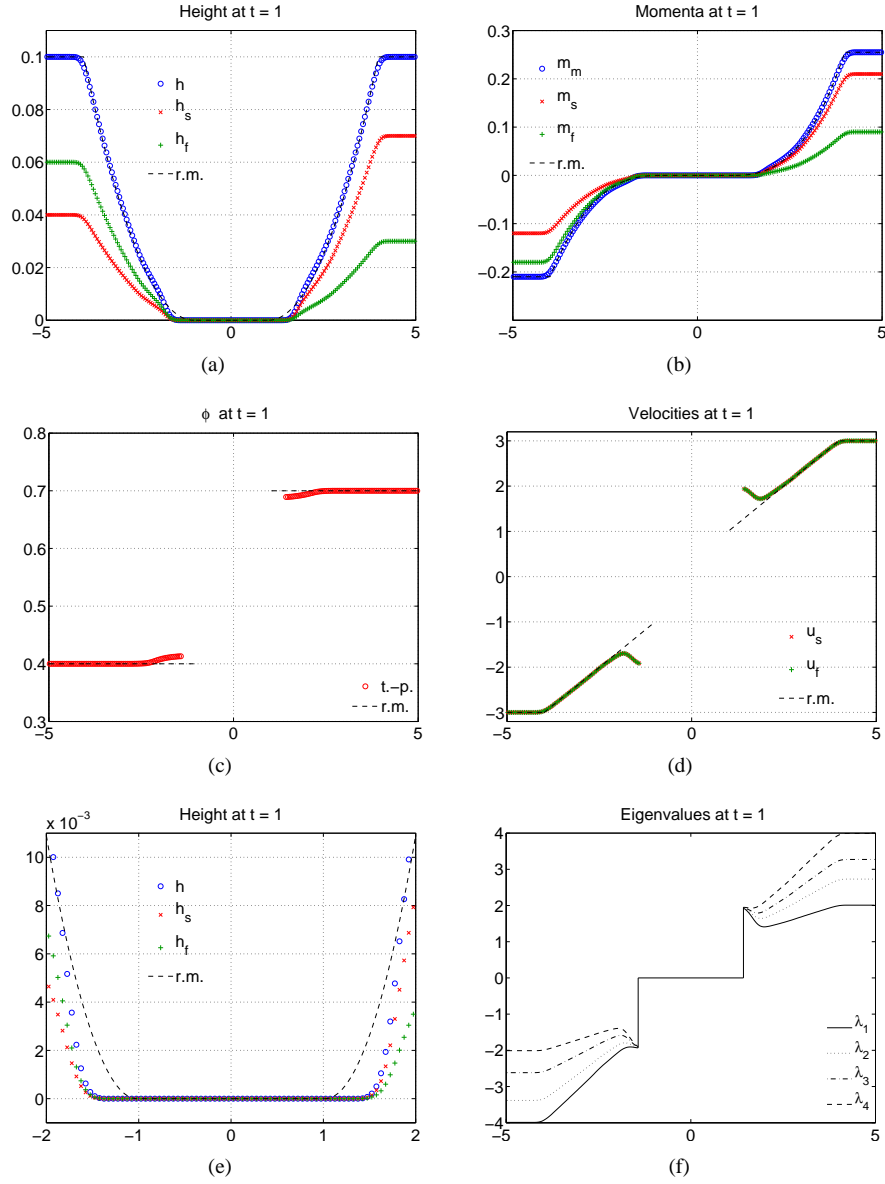 Height at t = 1
0.1
0.08
0.06
0.04
0.02
0
−5
0
5
h
h_s
h_f
r.m.
(a)
Momenta at t = 1
0.3
0.2
0.1
0
−0.1
−0.2
−5
0
5
m_m
m_s
m_f
r.m.
(b)
ϕ at t = 1
0.8
0.7
0.6
0.5
0.4
0.3
−5
0
5
t.-p.
r.m.
(c)
Velocities at t = 1
3
2
1
0
−1
−2
−3
−5
0
5
u_s
u_f
r.m.
(d)
x 10^−3
Height at t = 1
10
8
6
4
2
0
−2
−1
0
1
2
h
h_s
h_f
r.m.
(e)
Eigenvalues at t = 1
4
3
2
1
0
−1
−2
−3
−4
−5
0
5
λ_1
λ_2
λ_3
λ_4
(f)